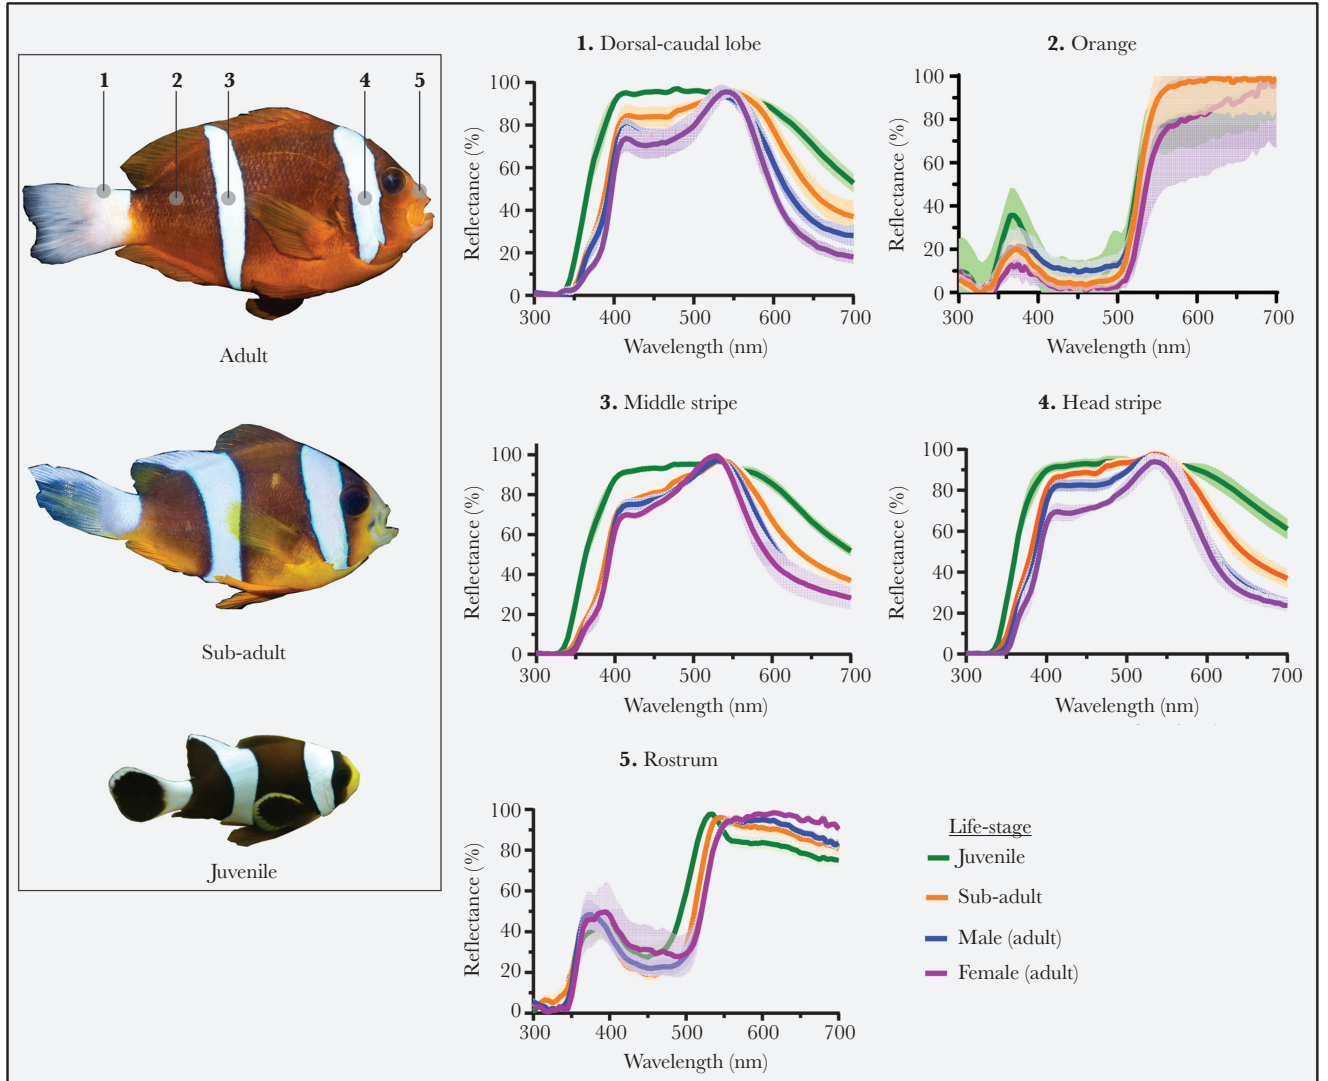 1 2 3 4 5
Adult
Sub-adult
Juvenile
1. Dorsal-caudal lobe
Reflectance (%)
100
80
60
40
20
0
300 400 500 600 700
Wavelength (nm)
2. Orange
Reflectance (%)
100
80
60
40
20
0
300 400 500 600 700
Wavelength (nm)
3. Middle stripe
Reflectance (%)
100
80
60
40
20
0
300 400 500 600 700
Wavelength (nm)
4. Head stripe
Reflectance (%)
100
80
60
40
20
0
300 400 500 600 700
Wavelength (nm)
5. Rostrum
Reflectance (%)
100
80
60
40
20
0
300 400 500 600 700
Wavelength (nm)
Life-stage
Juvenile
Sub-adult
Male (adult)
Female (adult)